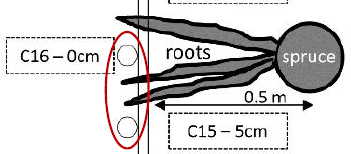 C16 – 0cm
roots
spruce
0.5 m
C15 – 5cm